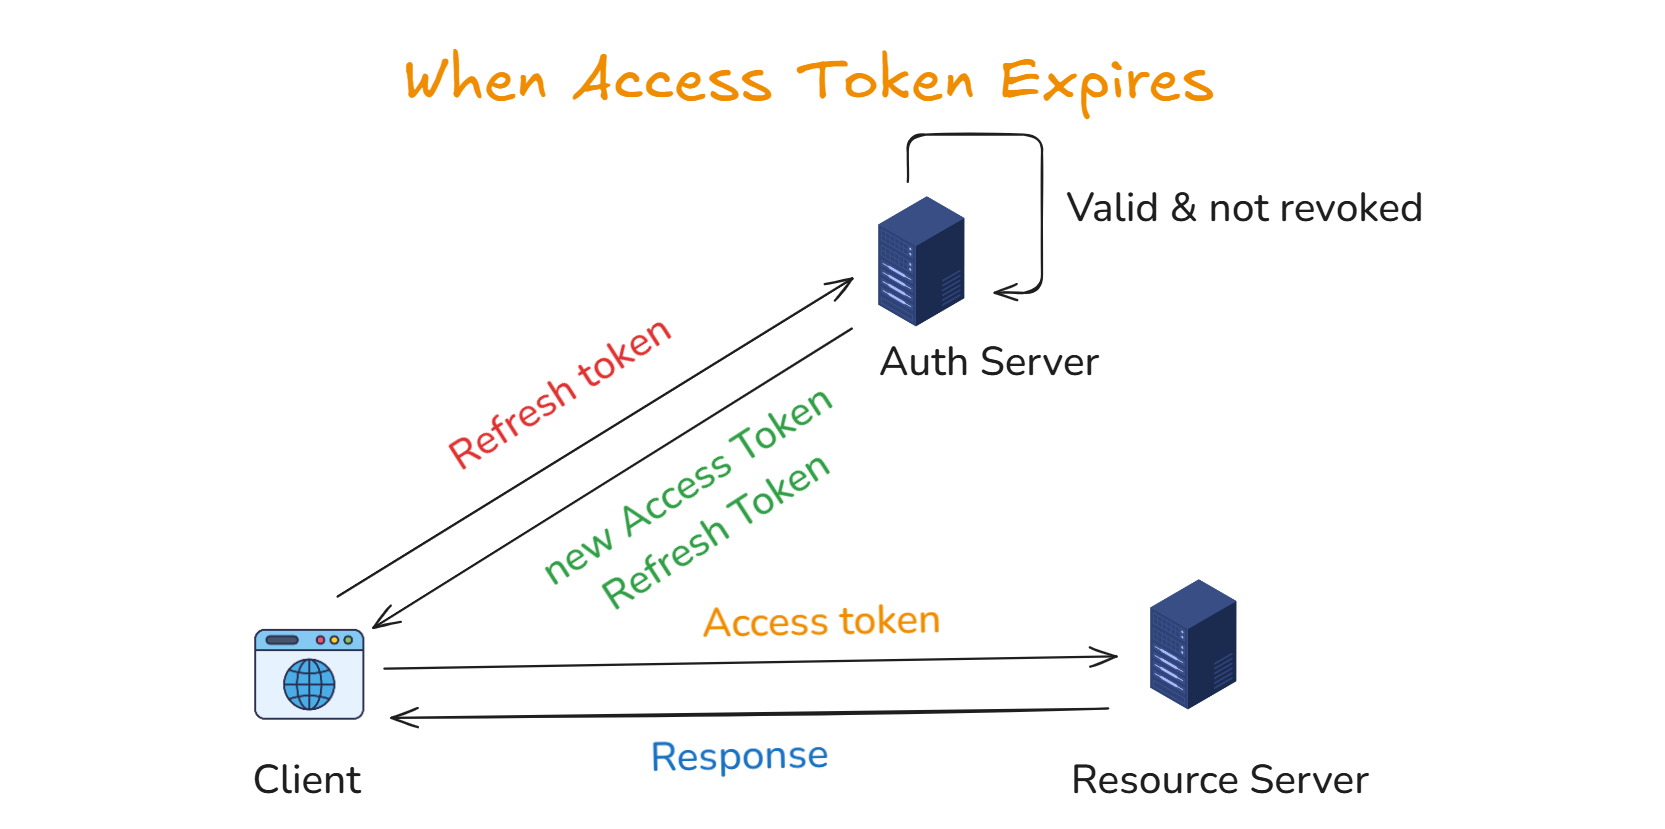 When Access Token Expires
Valid & not revoked
Auth Server
Refresh token
new Access Token
Refresh Token
Access token
Response
Client
Resource Server